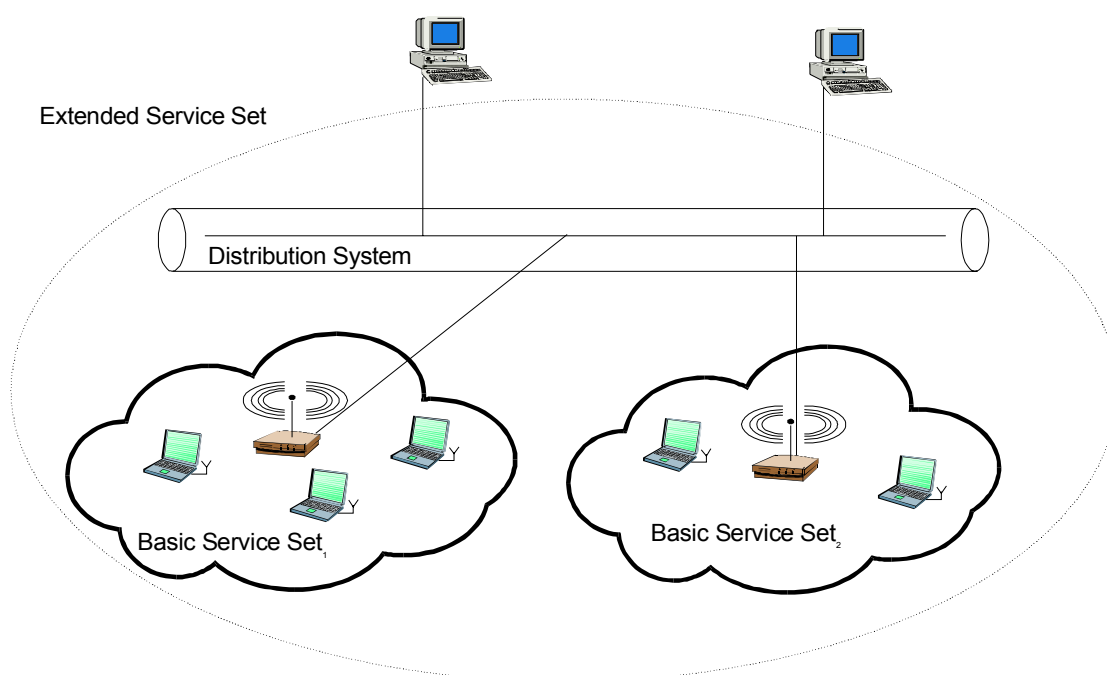 Extended Service Set
Distribution System
Basic Service Set₁
Basic Service Set₂